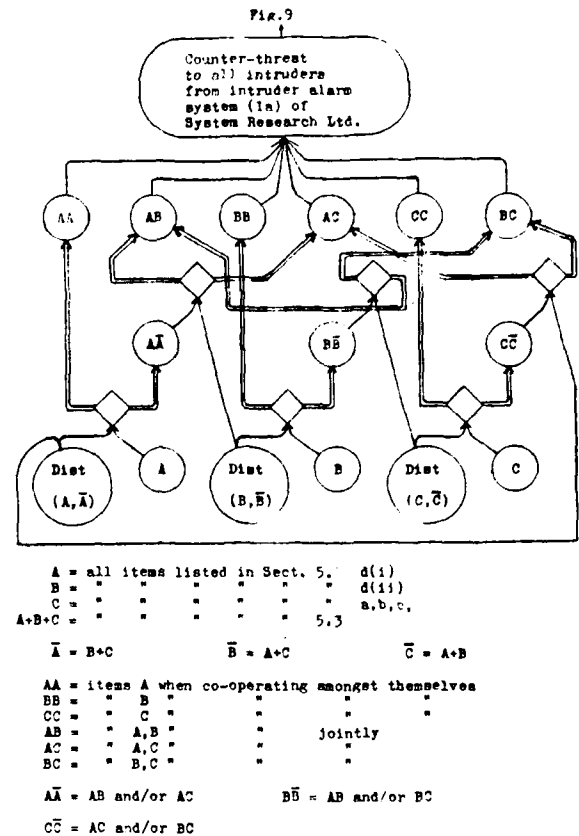 Fig.9
Counter-threat
to all intruders
from intruder alarm
system (Ia) of
System Research Ltd.
AA AB BB AC CC BC
AA̅ BB̅ CC̅
Dist (A,A̅) A Dist (B,B̅) B Dist (C,C̅) C
A = all items listed in Sect. 5. d(i)
B = " " " " " " d(ii)
C = " " " " " " a,b,c,
A+B+C = " " " " " 5.3
A̅ = B+C B̅ = A+C C̅ = A+B
AA = items A when co-operating amongst themselves
BB = " B " " " "
CC = " C " " " "
AB = " A,B " " jointly
AC = " A,C " " "
BC = " B,C " " "
AA̅ = AB and/or AC BB̅ = AB and/or BC
CC̅ = AC and/or BC